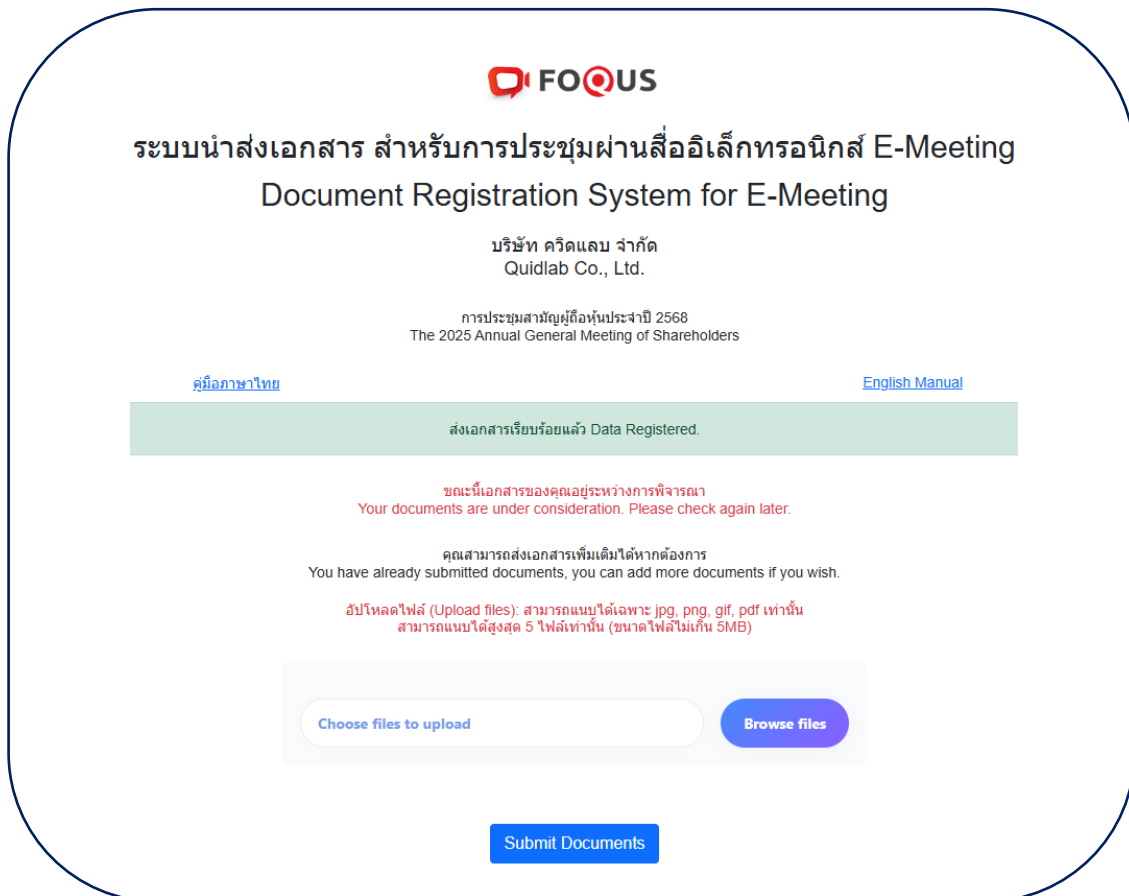 FOQUS
ระบบนำส่งเอกสาร สำหรับการประชุมผ่านสื่ออิเล็กทรอนิกส์ E-Meeting
Document Registration System for E-Meeting
บริษัท ควิดแลบ จำกัด
Quidlab Co., Ltd.
การประชุมสามัญผู้ถือหุ้นประจำปี 2568
The 2025 Annual General Meeting of Shareholders
คู่มือภาษาไทย
English Manual
ส่งเอกสารเรียบร้อยแล้ว Data Registered.
ขณะนี้เอกสารของคุณอยู่ระหว่างการพิจารณา
Your documents are under consideration. Please check again later.
คุณสามารถส่งเอกสารเพิ่มเติมได้หากต้องการ
You have already submitted documents, you can add more documents if you wish.
อัปโหลดไฟล์ (Upload files): สามารถแนบได้เฉพาะ jpg, png, gif, pdf เท่านั้น
สามารถแนบได้สูงสุด 5 ไฟล์เท่านั้น (ขนาดไฟล์ไม่เกิน 5MB)
Choose files to upload
Browse files
Submit Documents